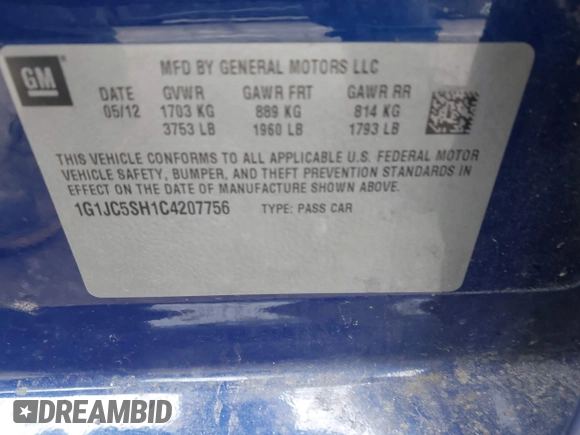 GM
MFD BY GENERAL MOTORS LLC
DATE GVWR GAWR FRT GAWR RR
05/12 1703 KG 889 KG 814 KG
3753 LB 1960 LB 1793 LB
THIS VEHICLE CONFORMS TO ALL APPLICABLE U.S. FEDERAL MOTOR
VEHICLE SAFETY, BUMPER, AND THEFT PREVENTION STANDARDS
IN EFFECT ON THE DATE OF MANUFACTURE SHOWN ABOVE.
1G1JC5SH1C4207756 TYPE: PASS CAR
DREAMBID